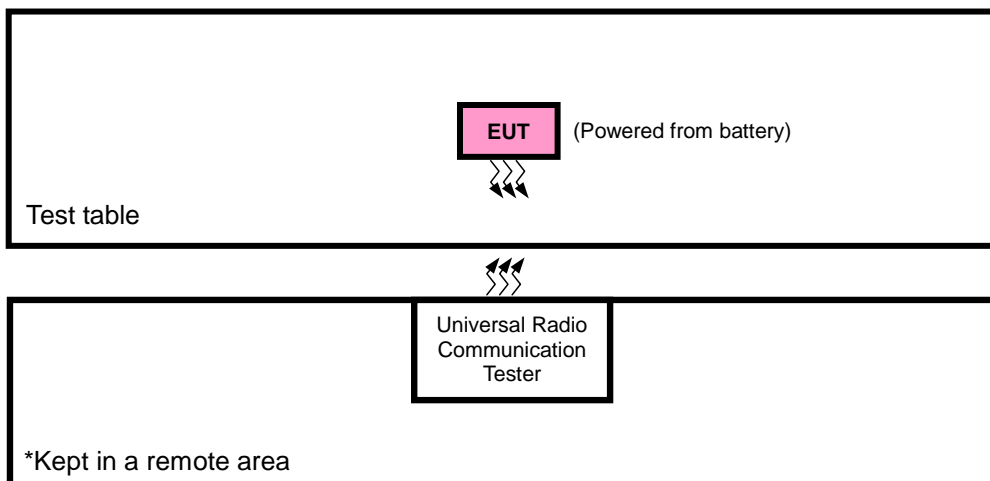 EUT
(Powered from battery)
Test table
Universal Radio
Communication
Tester
*Kept in a remote area